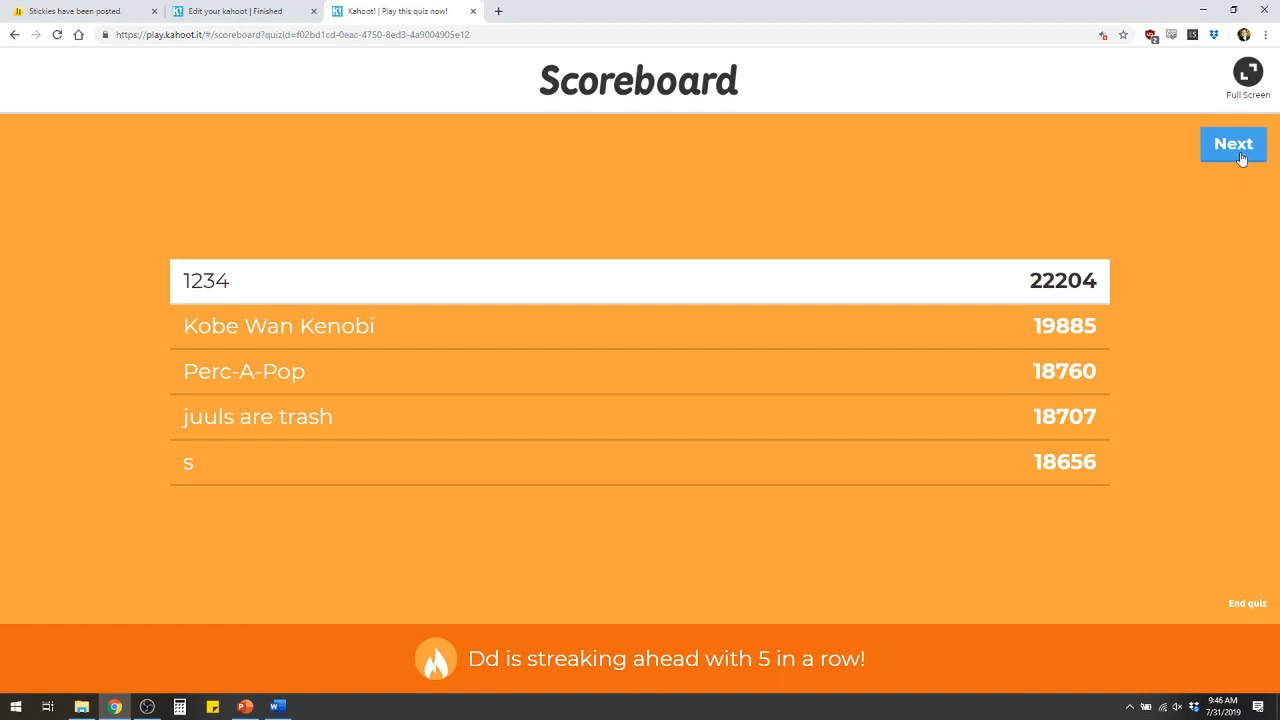 Stickies have been posted.
Edit your kahoot | Finished
Kahoot! | Play this quiz now!
https://play.kahoot.it/#/scoreboard?quizId=f02bd1cd-0eac-4750-8ed3-4a9004905e12
Scoreboard
Full Screen
Next
1234 22204
Kobe Wan Kenobi 19885
Perc-A-Pop 18760
juuls are trash 18707
s 18656
End quiz
Dd is streaking ahead with 5 in a row!
9:46 AM
7/31/2019